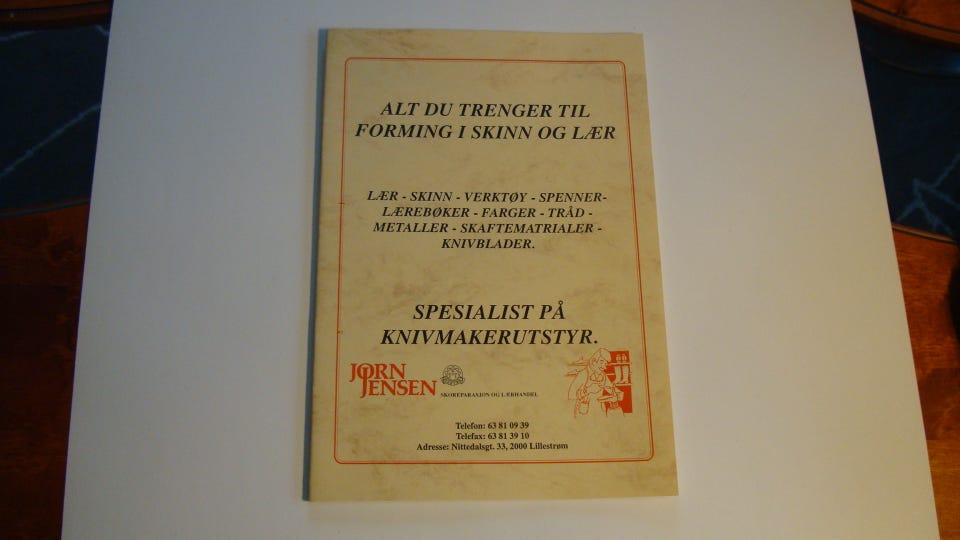 ALT DU TRENGER TIL
FORMING I SKINN OG LÆR
LÆR - SKINN - VERKTØY - SPENNER-
LÆREBØKER - FARGER - TRÅD -
METALLER - SKAFTEMATRIALER -
KNIVBLADER.
SPESIALIST PÅ
KNIVMAKERUTSTYR.
JØRN
JENSEN
SKOREPARASJON OG LÆRHANDEL
Telefon: 63 81 09 39
Telefax: 63 81 39 10
Adresse: Nittedalsgt. 33, 2000 Lillestrøm